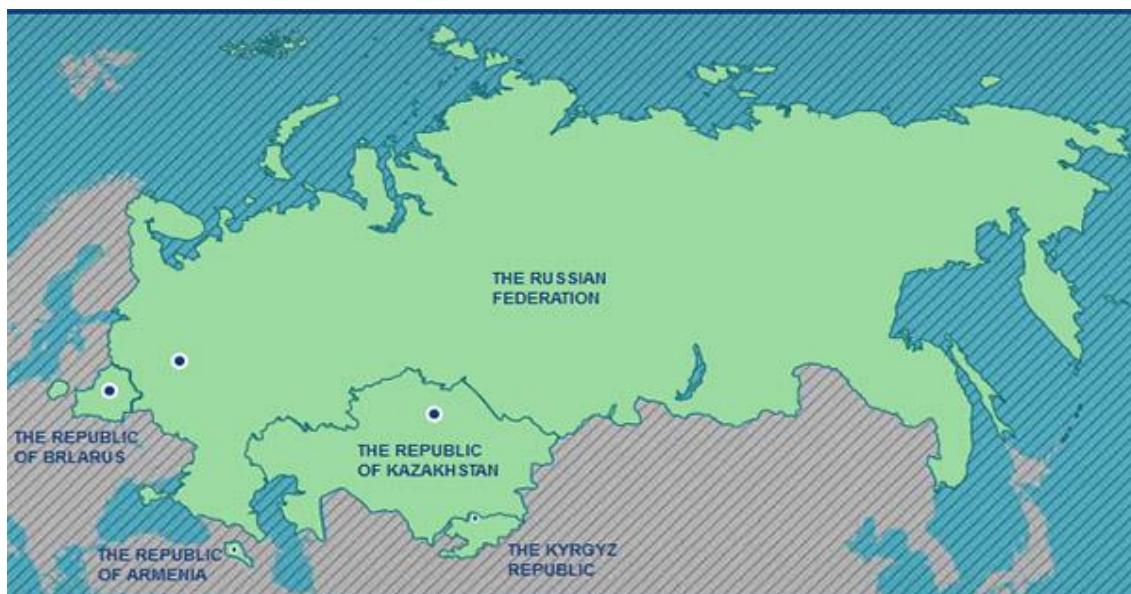 THE RUSSIAN
FEDERATION
THE REPUBLIC
OF BRLARUS
THE REPUBLIC
OF KAZAKHSTAN
THE REPUBLIC
OF ARMENIA
THE KYRGYZ
REPUBLIC